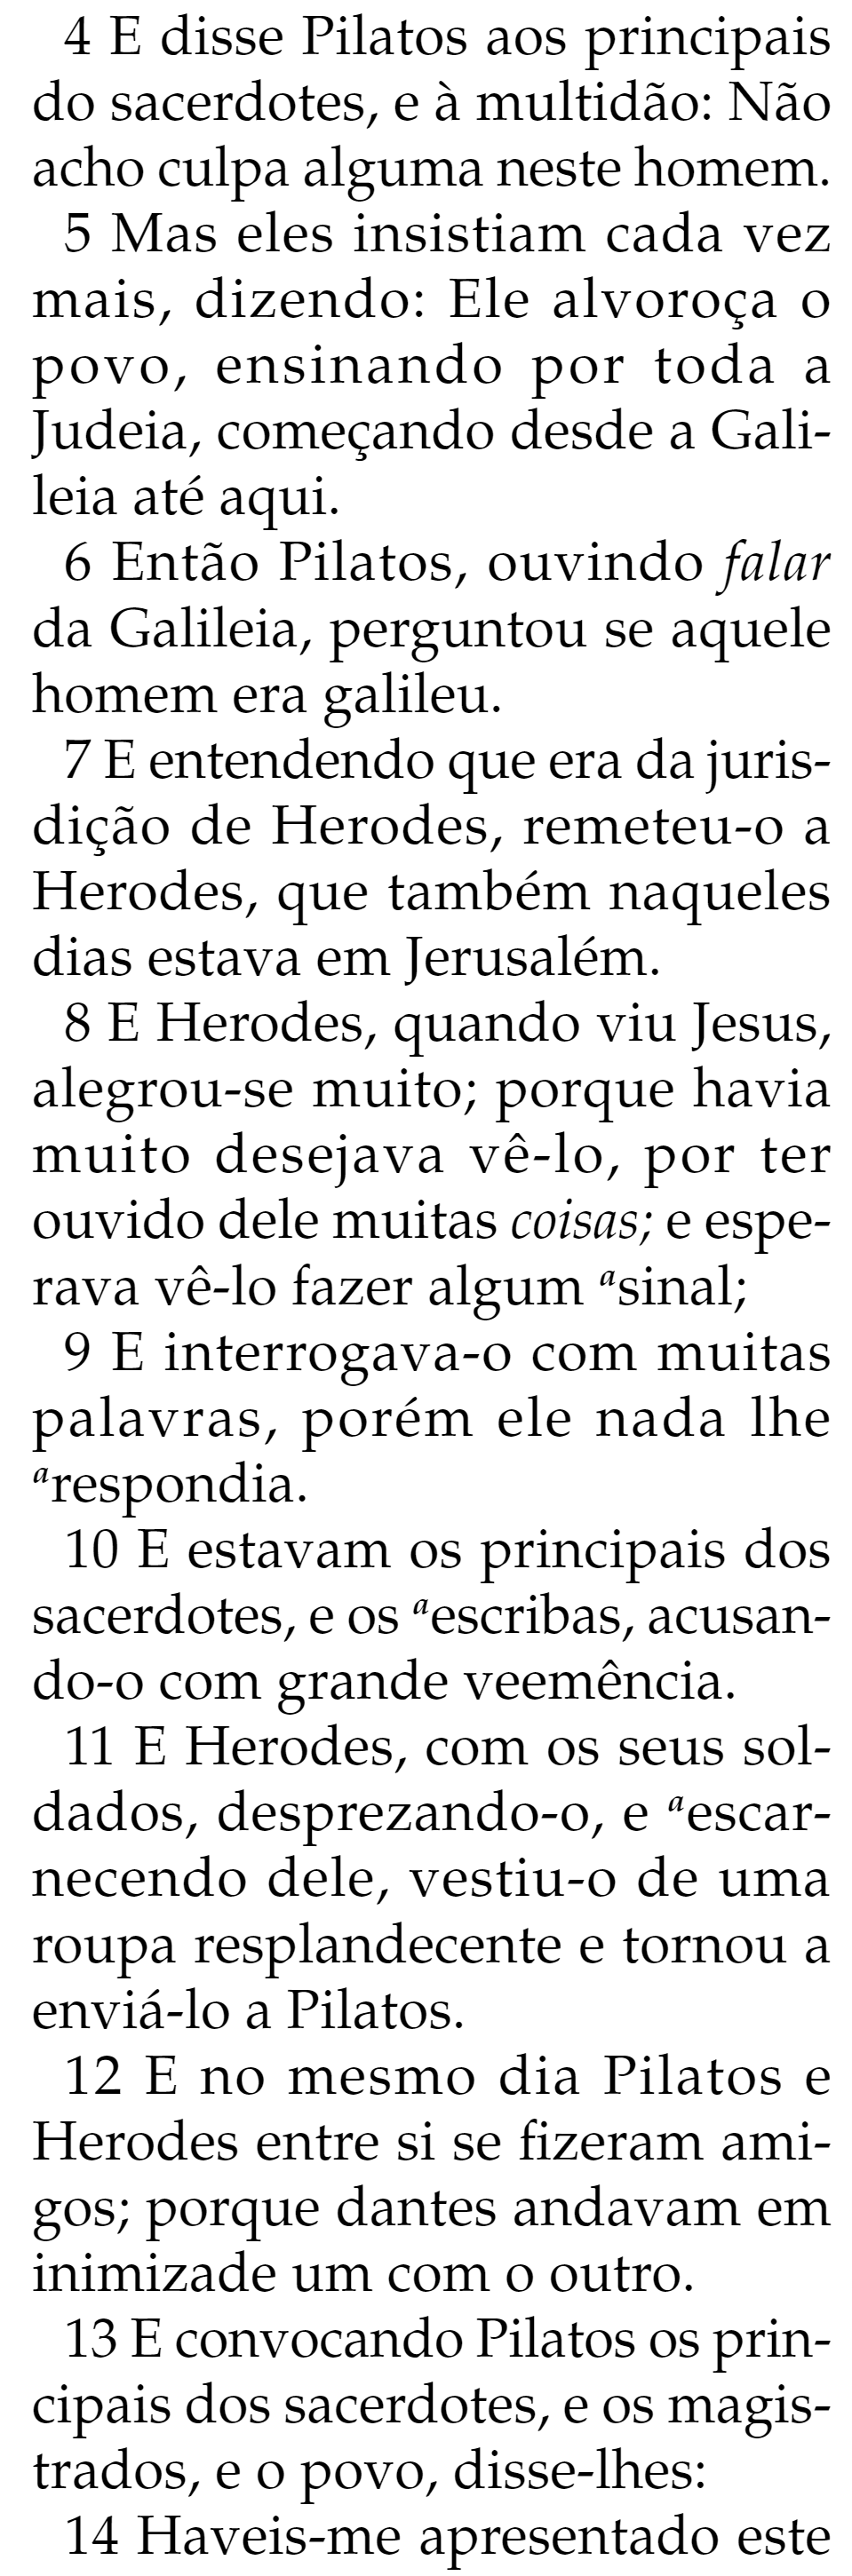 4 E disse Pilatos aos principais
do sacerdotes, e à multidão: Não
acho culpa alguma neste homem.
5 Mas eles insistiam cada vez
mais, dizendo: Ele alvoroça o
povo, ensinando por toda a
Judeia, começando desde a Gali-
leia até aqui.
6 Então Pilatos, ouvindo falar
da Galileia, perguntou se aquele
homem era galileu.
7 E entendendo que era da juris-
dição de Herodes, remeteu-o a
Herodes, que também naqueles
dias estava em Jerusalém.
8 E Herodes, quando viu Jesus,
alegrou-se muito; porque havia
muito desejava vê-lo, por ter
ouvido dele muitas coisas; e espe-
rava vê-lo fazer algum ᵃsinal;
9 E interrogava-o com muitas
palavras, porém ele nada lhe
ᵃrespondia.
10 E estavam os principais dos
sacerdotes, e os ᵃescribas, acusan-
do-o com grande veemência.
11 E Herodes, com os seus sol-
dados, desprezando-o, e ᵃescar-
necendo dele, vestiu-o de uma
roupa resplandecente e tornou a
enviá-lo a Pilatos.
12 E no mesmo dia Pilatos e
Herodes entre si se fizeram ami-
gos; porque dantes andavam em
inimizade um com o outro.
13 E convocando Pilatos os prin-
cipais dos sacerdotes, e os magis-
trados, e o povo, disse-lhes:
14 Haveis-me apresentado este